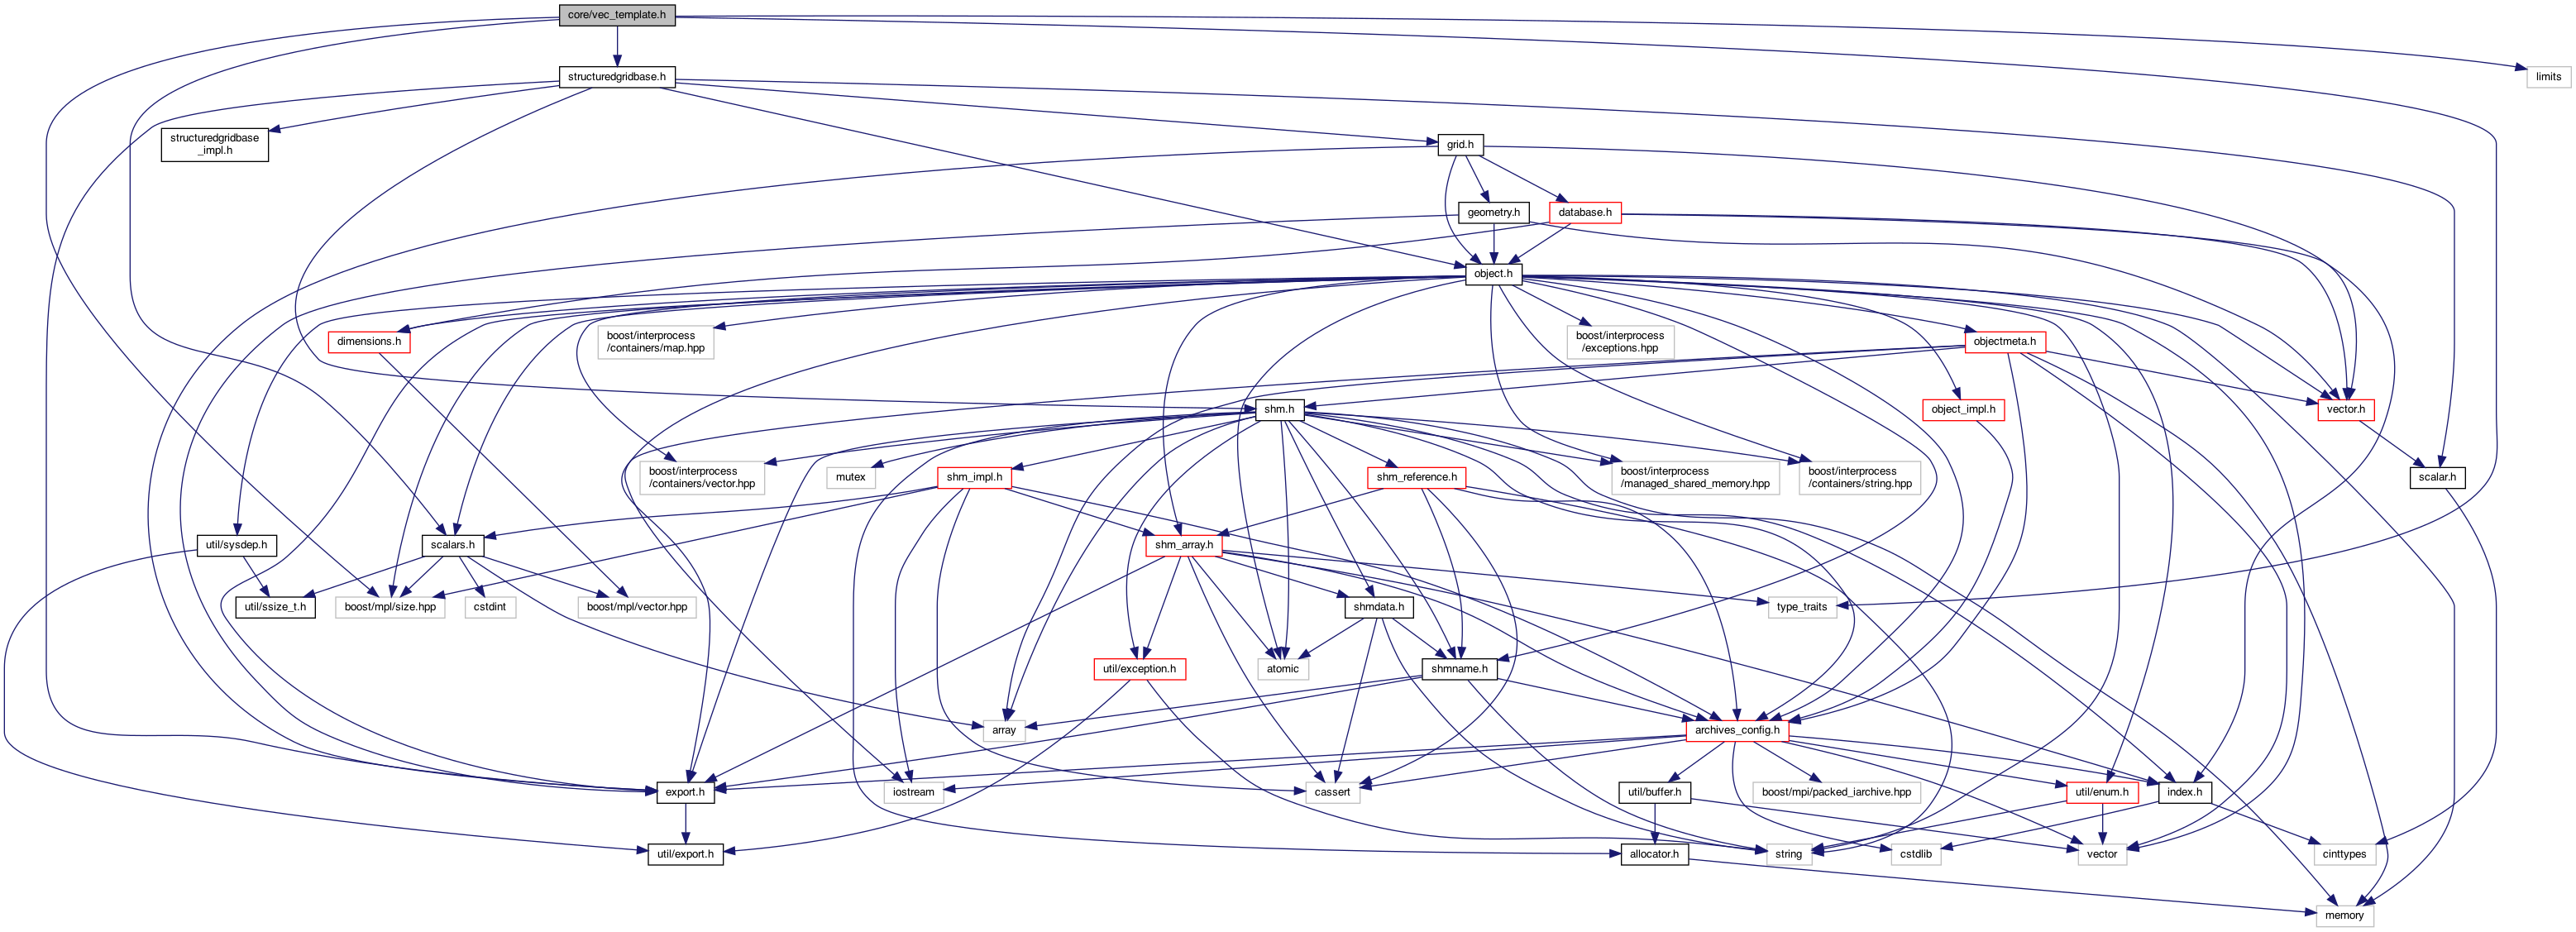 core/vec_template.h
structuredgridbase.h
limits
structuredgridbase
_impl.h
grid.h
geometry.h
database.h
object.h
dimensions.h
boost/interprocess
/containers/map.hpp
boost/interprocess
/exceptions.hpp
objectmeta.h
shm.h
object_impl.h
vector.h
boost/interprocess
/containers/vector.hpp
mutex
shm_impl.h
shm_reference.h
boost/interprocess
/managed_shared_memory.hpp
boost/interprocess
/containers/string.hpp
scalar.h
util/sysdep.h
scalars.h
shm_array.h
util/ssize_t.h
boost/mpl/size.hpp
cstdint
boost/mpl/vector.hpp
shmdata.h
type_traits
util/exception.h
atomic
shmname.h
array
archives_config.h
export.h
iostream
cassert
util/buffer.h
boost/mpi/packed_iarchive.hpp
util/enum.h
index.h
util/export.h
allocator.h
string
cstdlib
vector
cinttypes
memory